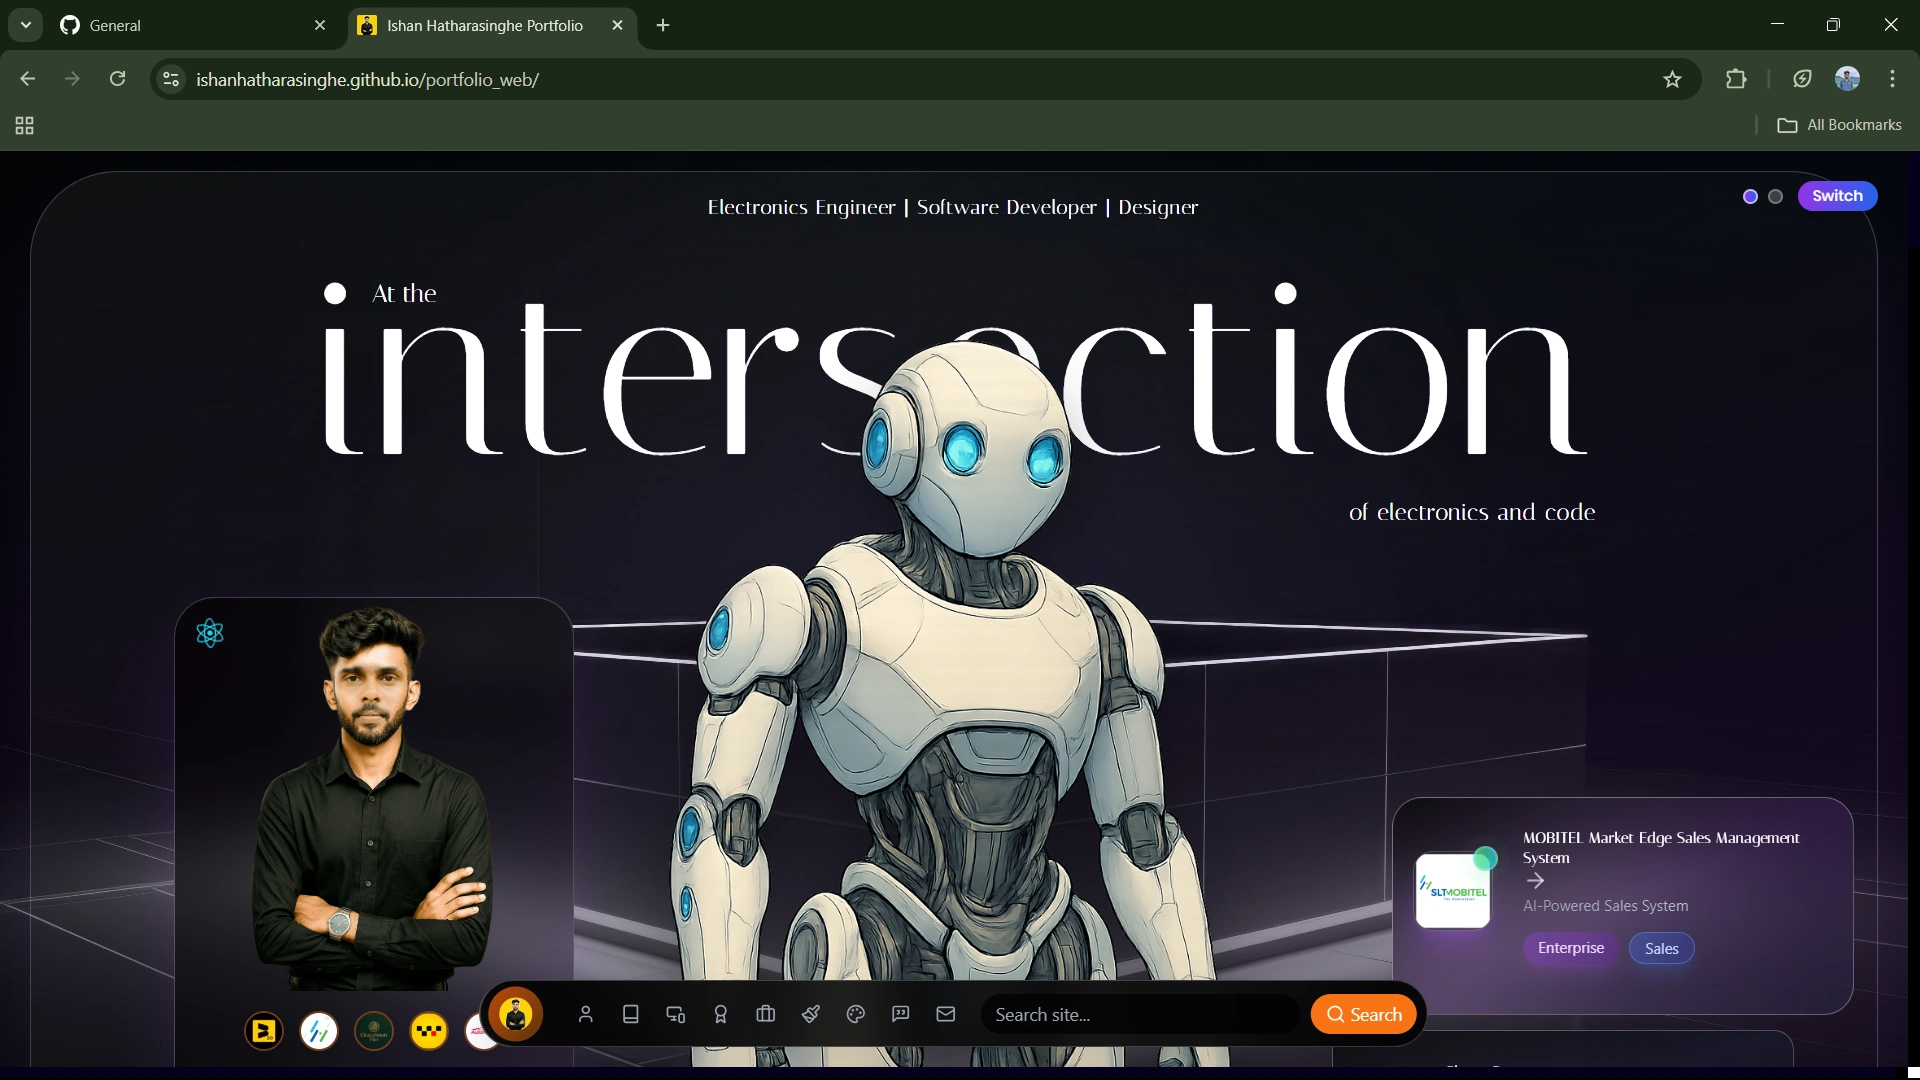 General
Ishan Hatharasinghe Portfolio
ishanhatharasinghe.github.io/portfolio_web/
All Bookmarks
Electronics Engineer | Software Developer | Designer
Switch
At the
intersection
of electronics and code
MOBITEL Market Edge Sales Management
System
SLTMOBITEL
AI-Powered Sales System
Enterprise
Sales
Search site...
Search